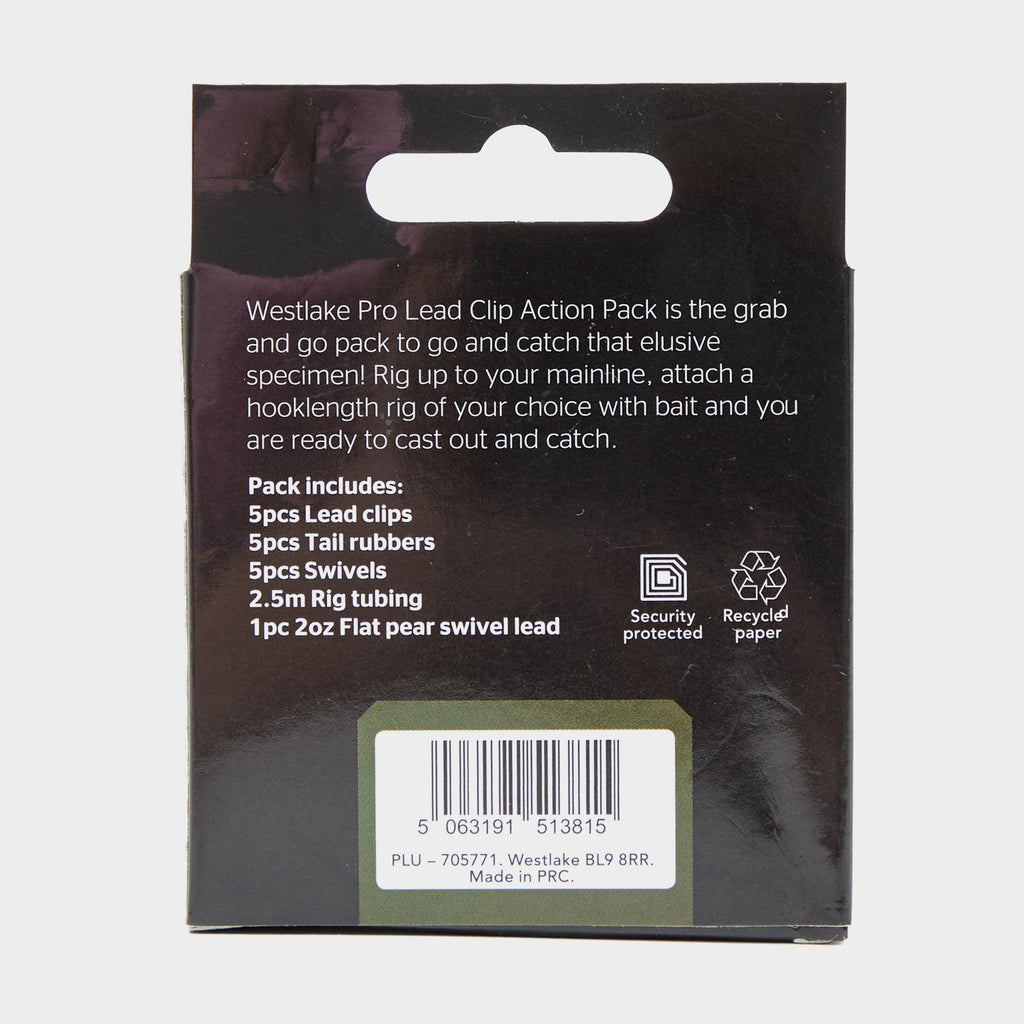 Westlake Pro Lead Clip Action Pack is the grab
and go pack to go and catch that elusive
specimen! Rig up to your mainline, attach a
hooklength rig of your choice with bait and you
are ready to cast out and catch.
Pack includes:
5pcs Lead clips
5pcs Tail rubbers
5pcs Swivels
2.5m Rig tubing
1pc 2oz Flat pear swivel lead
Security
protected
Recycled
paper
5 063191 513815
PLU – 705771. Westlake BL9 8RR.
Made in PRC.